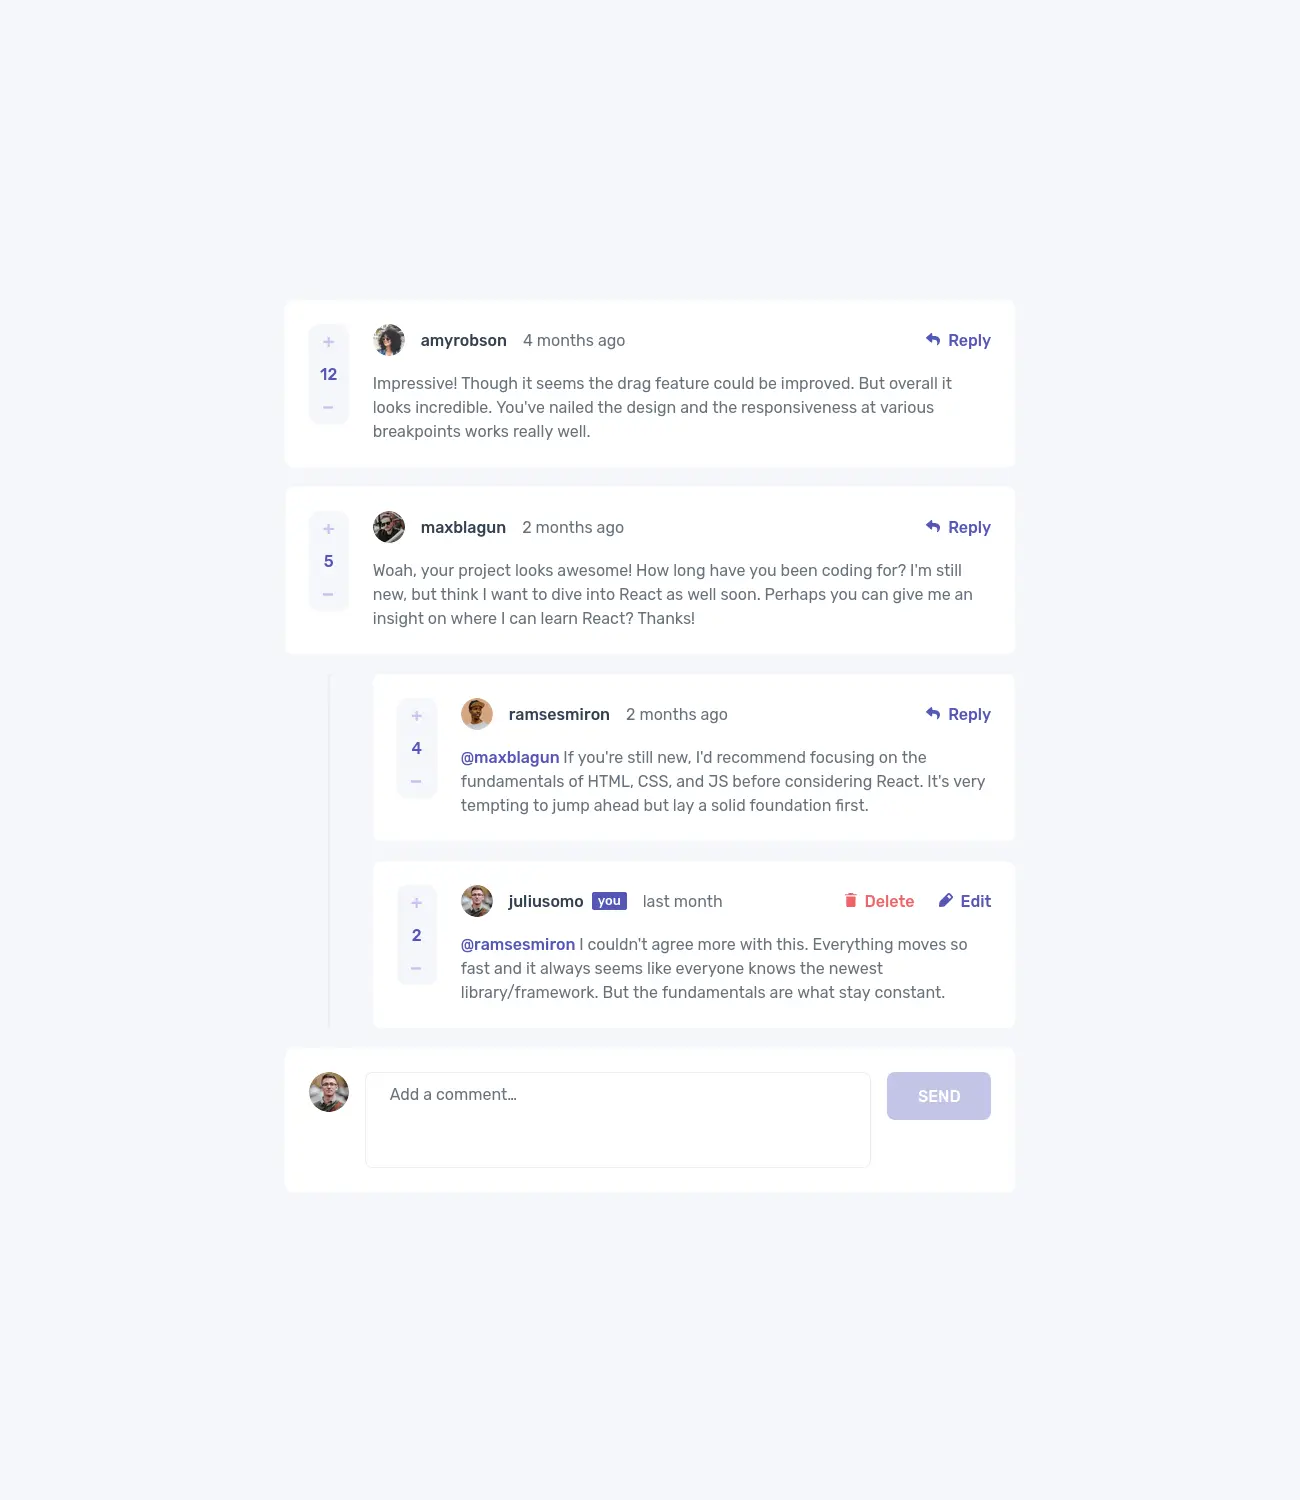 +
12
−
amyrobson 4 months ago Reply
Impressive! Though it seems the drag feature could be improved. But overall it
looks incredible. You've nailed the design and the responsiveness at various
breakpoints works really well.
+
5
−
maxblagun 2 months ago Reply
Woah, your project looks awesome! How long have you been coding for? I'm still
new, but think I want to dive into React as well soon. Perhaps you can give me an
insight on where I can learn React? Thanks!
+
4
−
ramsesmiron 2 months ago Reply
@maxblagun If you're still new, I'd recommend focusing on the
fundamentals of HTML, CSS, and JS before considering React. It's very
tempting to jump ahead but lay a solid foundation first.
+
2
−
juliusomo you last month Delete Edit
@ramsesmiron I couldn't agree more with this. Everything moves so
fast and it always seems like everyone knows the newest
library/framework. But the fundamentals are what stay constant.
Add a comment…
SEND